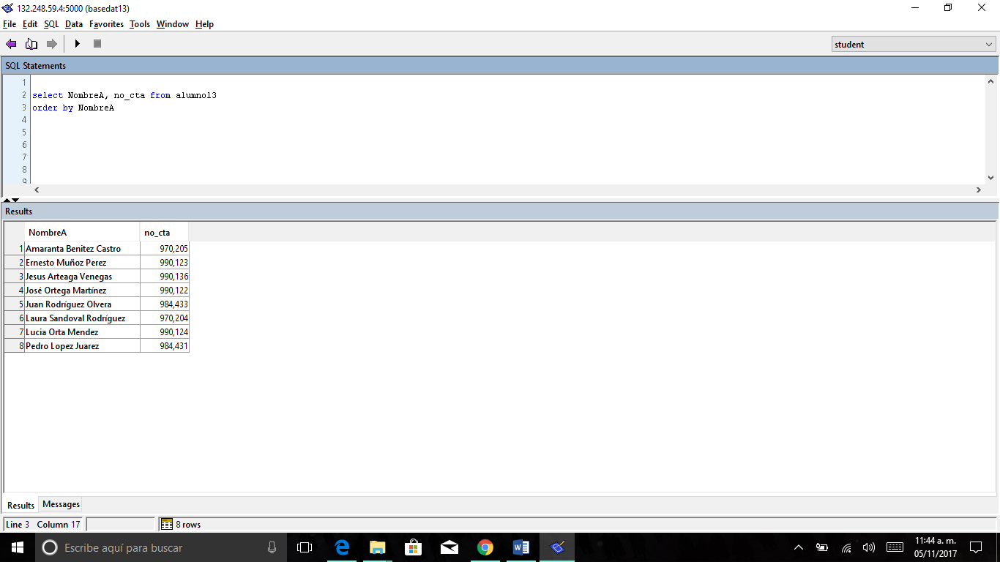 132.248.59.4:5000 (basedat13)
File Edit SQL Data Favorites Tools Window Help
student
SQL Statements
1
2 select NombreA, no_cta from alumno13
3 order by NombreA
4
5
6
7
8
9
Results
NombreA no_cta
1 Amaranta Benitez Castro 970,205
2 Ernesto Muñoz Perez 990,123
3 Jesus Arteaga Venegas 990,136
4 José Ortega Martínez 990,122
5 Juan Rodríguez Olvera 984,433
6 Laura Sandoval Rodríguez 970,204
7 Lucia Orta Mendez 990,124
8 Pedro Lopez Juarez 984,431
Results Messages
Line 3 Column 17 8 rows
Escribe aquí para buscar
11:44 a. m.
05/11/2017